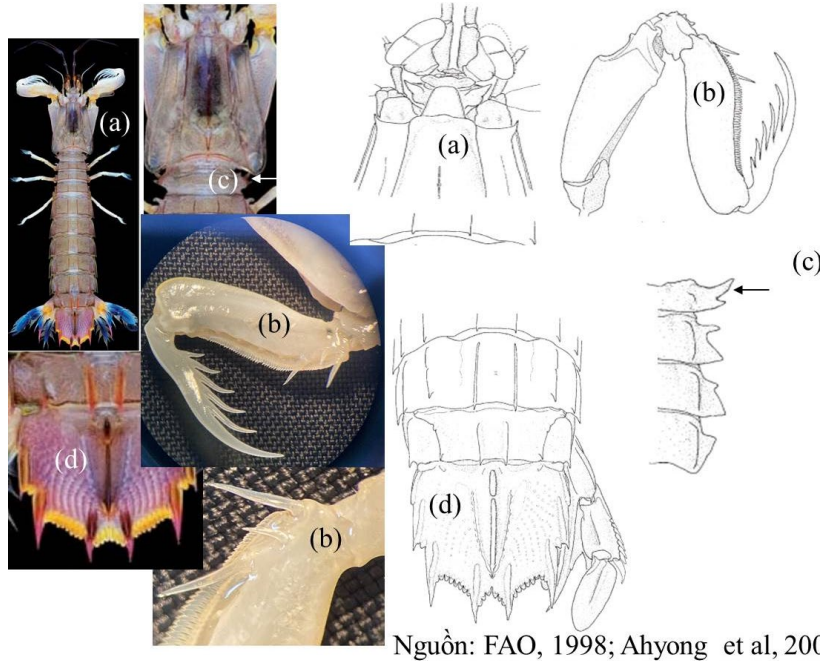 (a)
(c)
(b)
(d)
(b)
(a)
(b)
(c)
(d)
Nguồn: FAO, 1998; Ahyong et al, 200